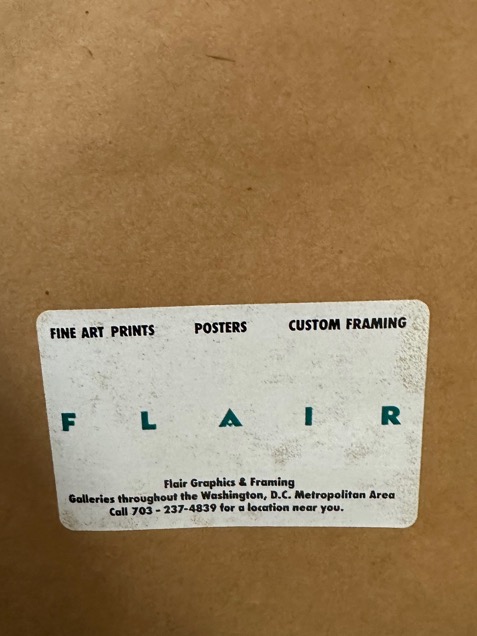 FINE ART PRINTS POSTERS CUSTOM FRAMING
F L A I R
Flair Graphics & Framing
Galleries throughout the Washington, D.C. Metropolitan Area
Call 703 - 237-4839 for a location near you.